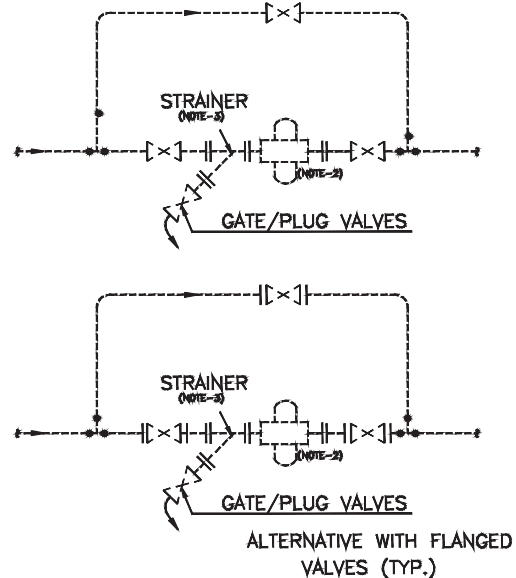 STRAINER
(NOTE-3)
(NOTE-2)
GATE/PLUG VALVES
STRAINER
(NOTE-3)
(NOTE-2)
GATE/PLUG VALVES
ALTERNATIVE WITH FLANGED
VALVES (TYP.)